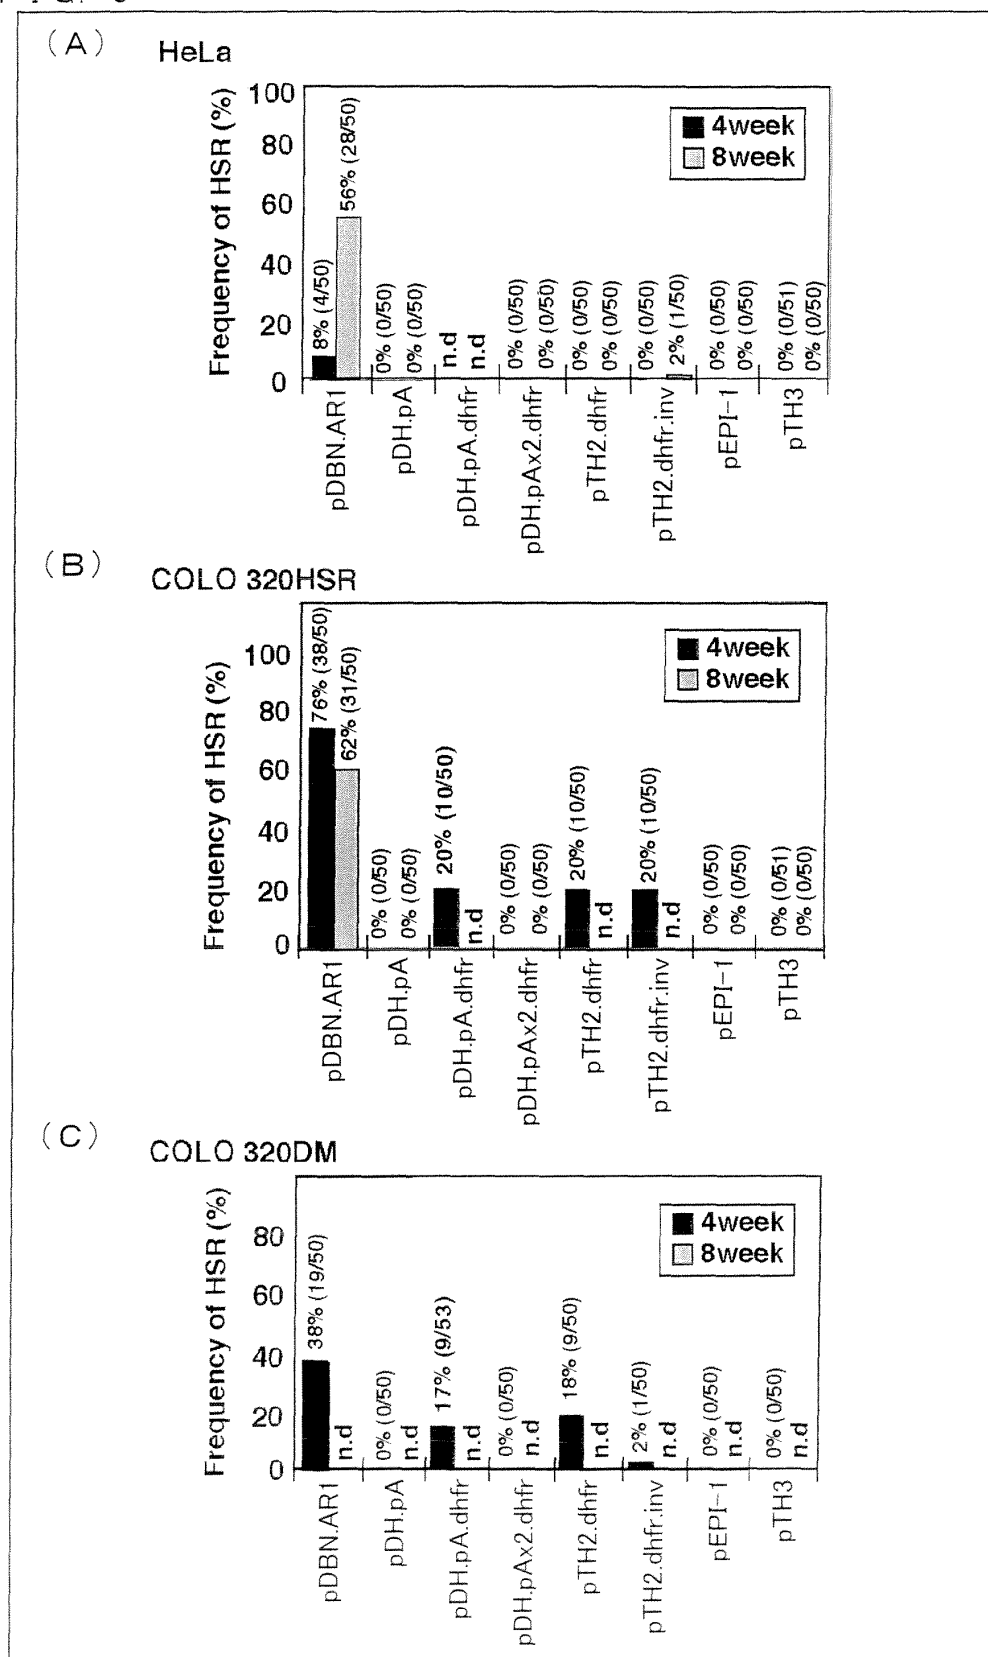 (A)
HeLa
Frequency of HSR (%)
100
80
60
40
20
0
4week
8week
8% (4/50)
56% (28/50)
0% (0/50)
0% (0/50)
n.d
n.d
0% (0/50)
0% (0/50)
0% (0/50)
0% (0/50)
0% (0/50)
2% (1/50)
0% (0/50)
0% (0/50)
0% (0/51)
0% (0/50)
pDBN.AR1
pDH.pA
pDH.pA.dhfr
pDH.pAx2.dhfr
pTH2.dhfr
pTH2.dhfr.inv
pEPI-1
pTH3
(B)
COLO 320HSR
Frequency of HSR (%)
100
80
60
40
20
0
4week
8week
76% (38/50)
62% (31/50)
0% (0/50)
0% (0/50)
20% (10/50)
n.d
0% (0/50)
0% (0/50)
20% (10/50)
n.d
20% (10/50)
n.d
0% (0/50)
0% (0/50)
0% (0/51)
0% (0/50)
pDBN.AR1
pDH.pA
pDH.pA.dhfr
pDH.pAx2.dhfr
pTH2.dhfr
pTH2.dhfr.inv
pEPI-1
pTH3
(C)
COLO 320DM
Frequency of HSR (%)
80
60
40
20
0
4week
8week
38% (19/50)
n.d
0% (0/50)
n.d
17% (9/53)
n.d
0% (0/50)
n.d
18% (9/50)
n.d
2% (1/50)
n.d
0% (0/50)
n.d
0% (0/50)
n.d
pDBN.AR1
pDH.pA
pDH.pA.dhfr
pDH.pAx2.dhfr
pTH2.dhfr
pTH2.dhfr.inv
pEPI-1
pTH3